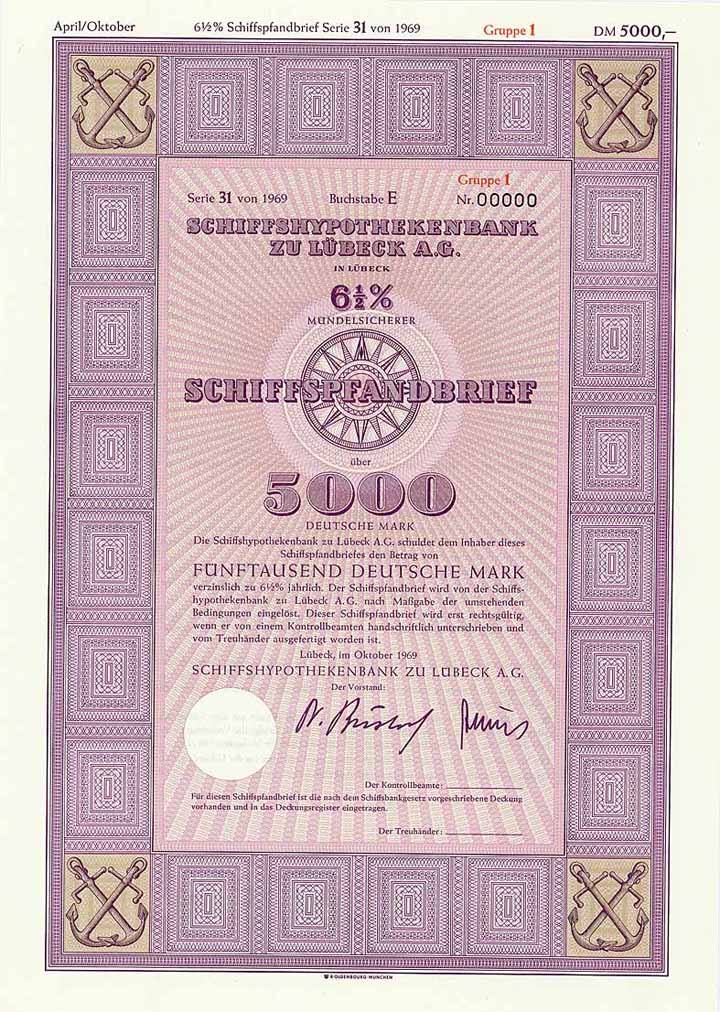 April/Oktober 6½% Schiffspfandbrief Serie 31 von 1969 Gruppe 1 DM 5000,–
Gruppe 1
Serie 31 von 1969 Buchstabe E Nr. 00000
SCHIFFSHYPOTHEKENBANK
ZU LÜBECK A.G.
IN LÜBECK
6½%
MÜNDELSICHERER
SCHIFFSPFANDBRIEF
über
5000
DEUTSCHE MARK
Die Schiffshypothekenbank zu Lübeck A.G. schuldet dem Inhaber dieses
Schiffspfandbriefes den Betrag von
FÜNFTAUSEND DEUTSCHE MARK
verzinslich zu 6½% jährlich. Der Schiffspfandbrief wird von der Schiffs-
hypothekenbank zu Lübeck A.G. nach Maßgabe der umstehenden
Bedingungen eingelöst. Dieser Schiffspfandbrief wird erst rechtsgültig,
wenn er von einem Kontrollbeamten handschriftlich unterschrieben und
vom Treuhänder ausgefertigt worden ist.
Lübeck, im Oktober 1969
SCHIFFSHYPOTHEKENBANK ZU LÜBECK A.G.
Der Vorstand:
Der Kontrollbeamte:
Für diesen Schiffspfandbrief ist die nach dem Schiffsbankgesetz vorgeschriebene Deckung
vorhanden und in das Deckungsregister eingetragen.
Der Treuhänder:
R·OLDENBOURG·MÜNCHEN